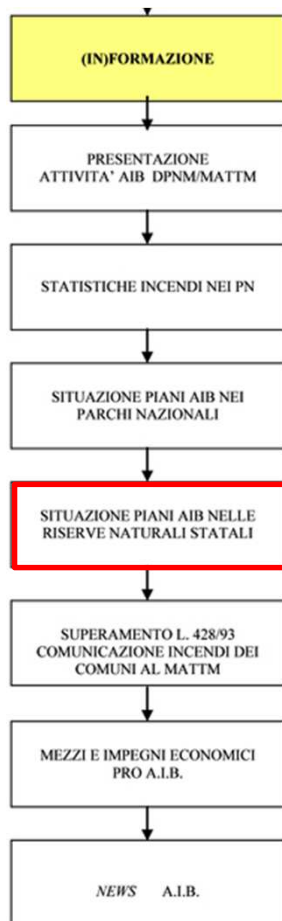 (IN)FORMAZIONE
PRESENTAZIONE
ATTIVITA' AIB DPNM/MATTM
STATISTICHE INCENDI NEI PN
SITUAZIONE PIANI AIB NEI
PARCHI NAZIONALI
SITUAZIONE PIANI AIB NELLE
RISERVE NATURALI STATALI
SUPERAMENTO L. 428/93
COMUNICAZIONE INCENDI DEI
COMUNI AL MATTM
MEZZI E IMPEGNI ECONOMICI
PRO A.I.B.
NEWS A.I.B.